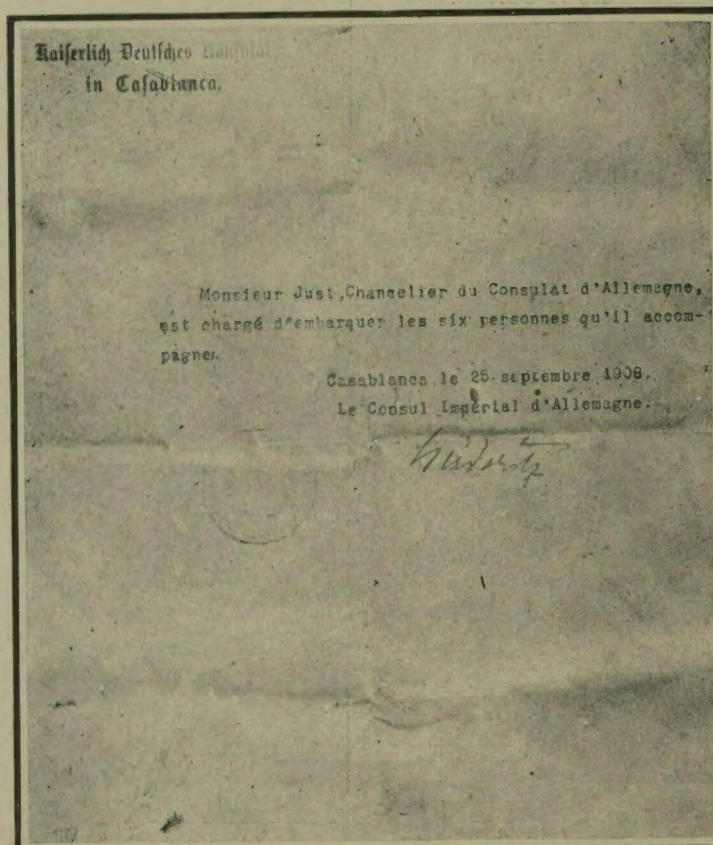 Kaiserlich Deutsches Konsulat
in Casablanca.
Monsieur Just,Chancelier du Consulat d'Allemagne,
est chargé d'embarquer les six personnes qu'il accom-
pagne.
Casablanca,le 25 septembre 1908.
Le Consul Impérial d'Allemagne.